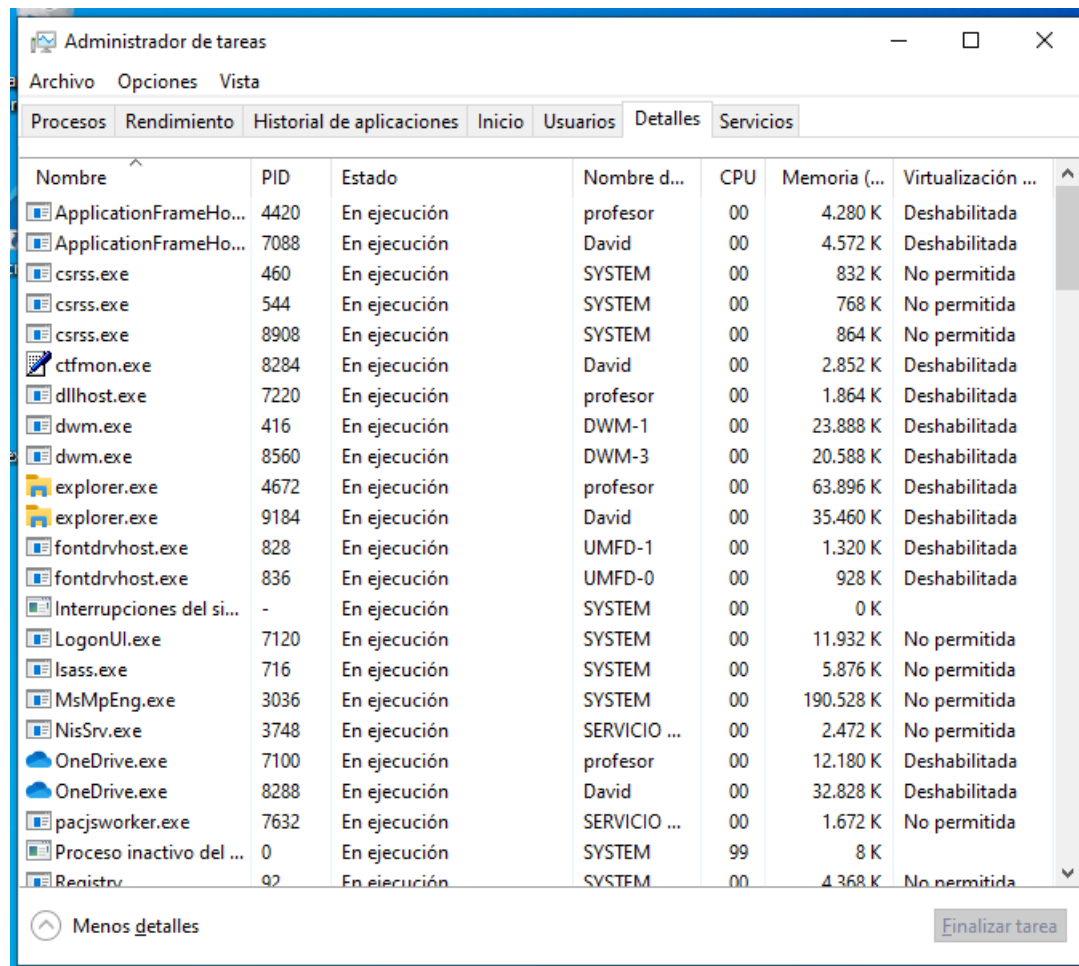 Administrador de tareas
Archivo Opciones Vista
Procesos Rendimiento Historial de aplicaciones Inicio Usuarios Detalles Servicios
Nombre PID Estado Nombre d... CPU Memoria (... Virtualización ...
ApplicationFrameHo... 4420 En ejecución profesor 00 4.280 K Deshabilitada
ApplicationFrameHo... 7088 En ejecución David 00 4.572 K Deshabilitada
csrss.exe 460 En ejecución SYSTEM 00 832 K No permitida
csrss.exe 544 En ejecución SYSTEM 00 768 K No permitida
csrss.exe 8908 En ejecución SYSTEM 00 864 K No permitida
ctfmon.exe 8284 En ejecución David 00 2.852 K Deshabilitada
dllhost.exe 7220 En ejecución profesor 00 1.864 K Deshabilitada
dwm.exe 416 En ejecución DWM-1 00 23.888 K Deshabilitada
dwm.exe 8560 En ejecución DWM-3 00 20.588 K Deshabilitada
explorer.exe 4672 En ejecución profesor 00 63.896 K Deshabilitada
explorer.exe 9184 En ejecución David 00 35.460 K Deshabilitada
fontdrvhost.exe 828 En ejecución UMFD-1 00 1.320 K Deshabilitada
fontdrvhost.exe 836 En ejecución UMFD-0 00 928 K Deshabilitada
Interrupciones del si... - En ejecución SYSTEM 00 0 K
LogonUI.exe 7120 En ejecución SYSTEM 00 11.932 K No permitida
lsass.exe 716 En ejecución SYSTEM 00 5.876 K No permitida
MsMpEng.exe 3036 En ejecución SYSTEM 00 190.528 K No permitida
NisSrv.exe 3748 En ejecución SERVICIO ... 00 2.472 K No permitida
OneDrive.exe 7100 En ejecución profesor 00 12.180 K Deshabilitada
OneDrive.exe 8288 En ejecución David 00 32.828 K Deshabilitada
pacjsworker.exe 7632 En ejecución SERVICIO ... 00 1.672 K No permitida
Proceso inactivo del ... 0 En ejecución SYSTEM 99 8 K
Registry 92 En ejecución SYSTEM 00 4.368 K No permitida
Menos detalles Finalizar tarea